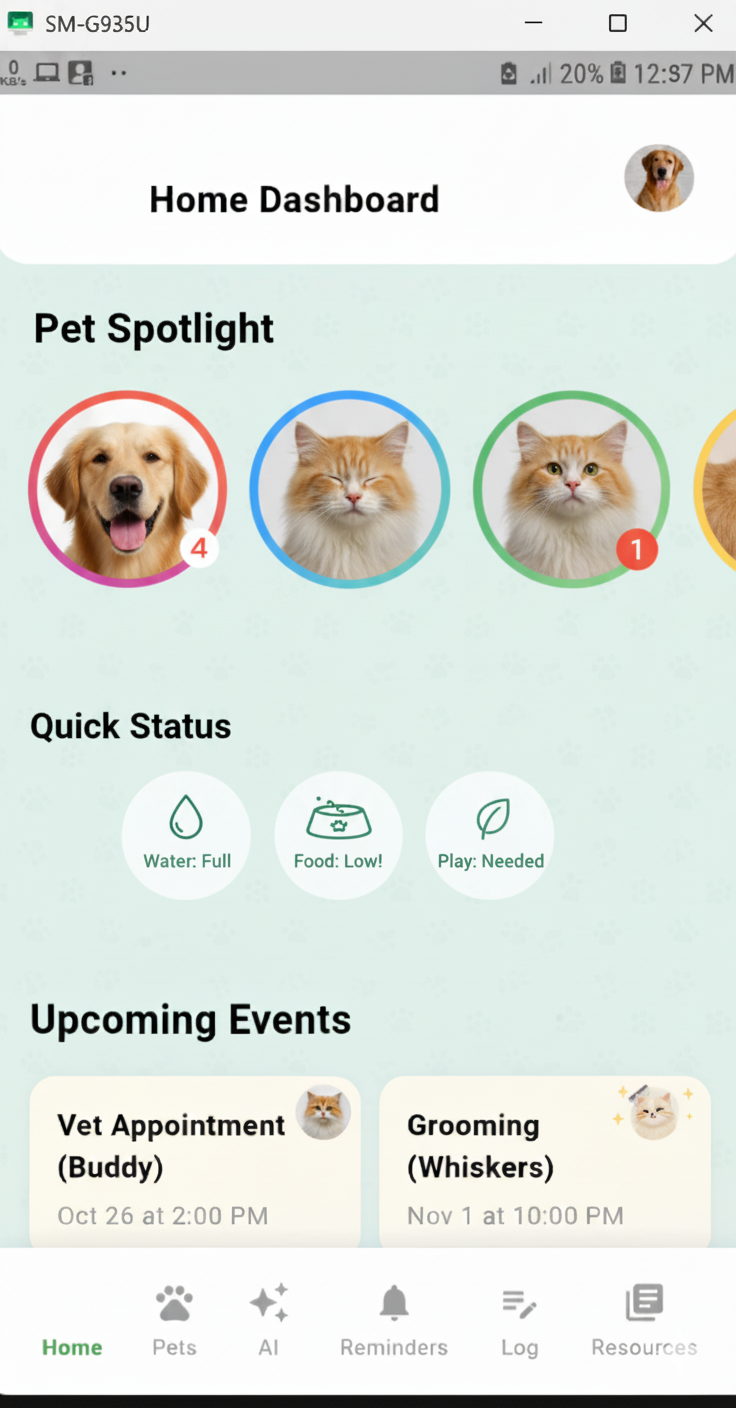 SM-G935U
0
KB/s
20% 12:37 PM
Home Dashboard
Pet Spotlight
4
1
Quick Status
Water: Full
Food: Low!
Play: Needed
Upcoming Events
Vet Appointment
(Buddy)
Oct 26 at 2:00 PM
Grooming
(Whiskers)
Nov 1 at 10:00 PM
Home
Pets
AI
Reminders
Log
Resources